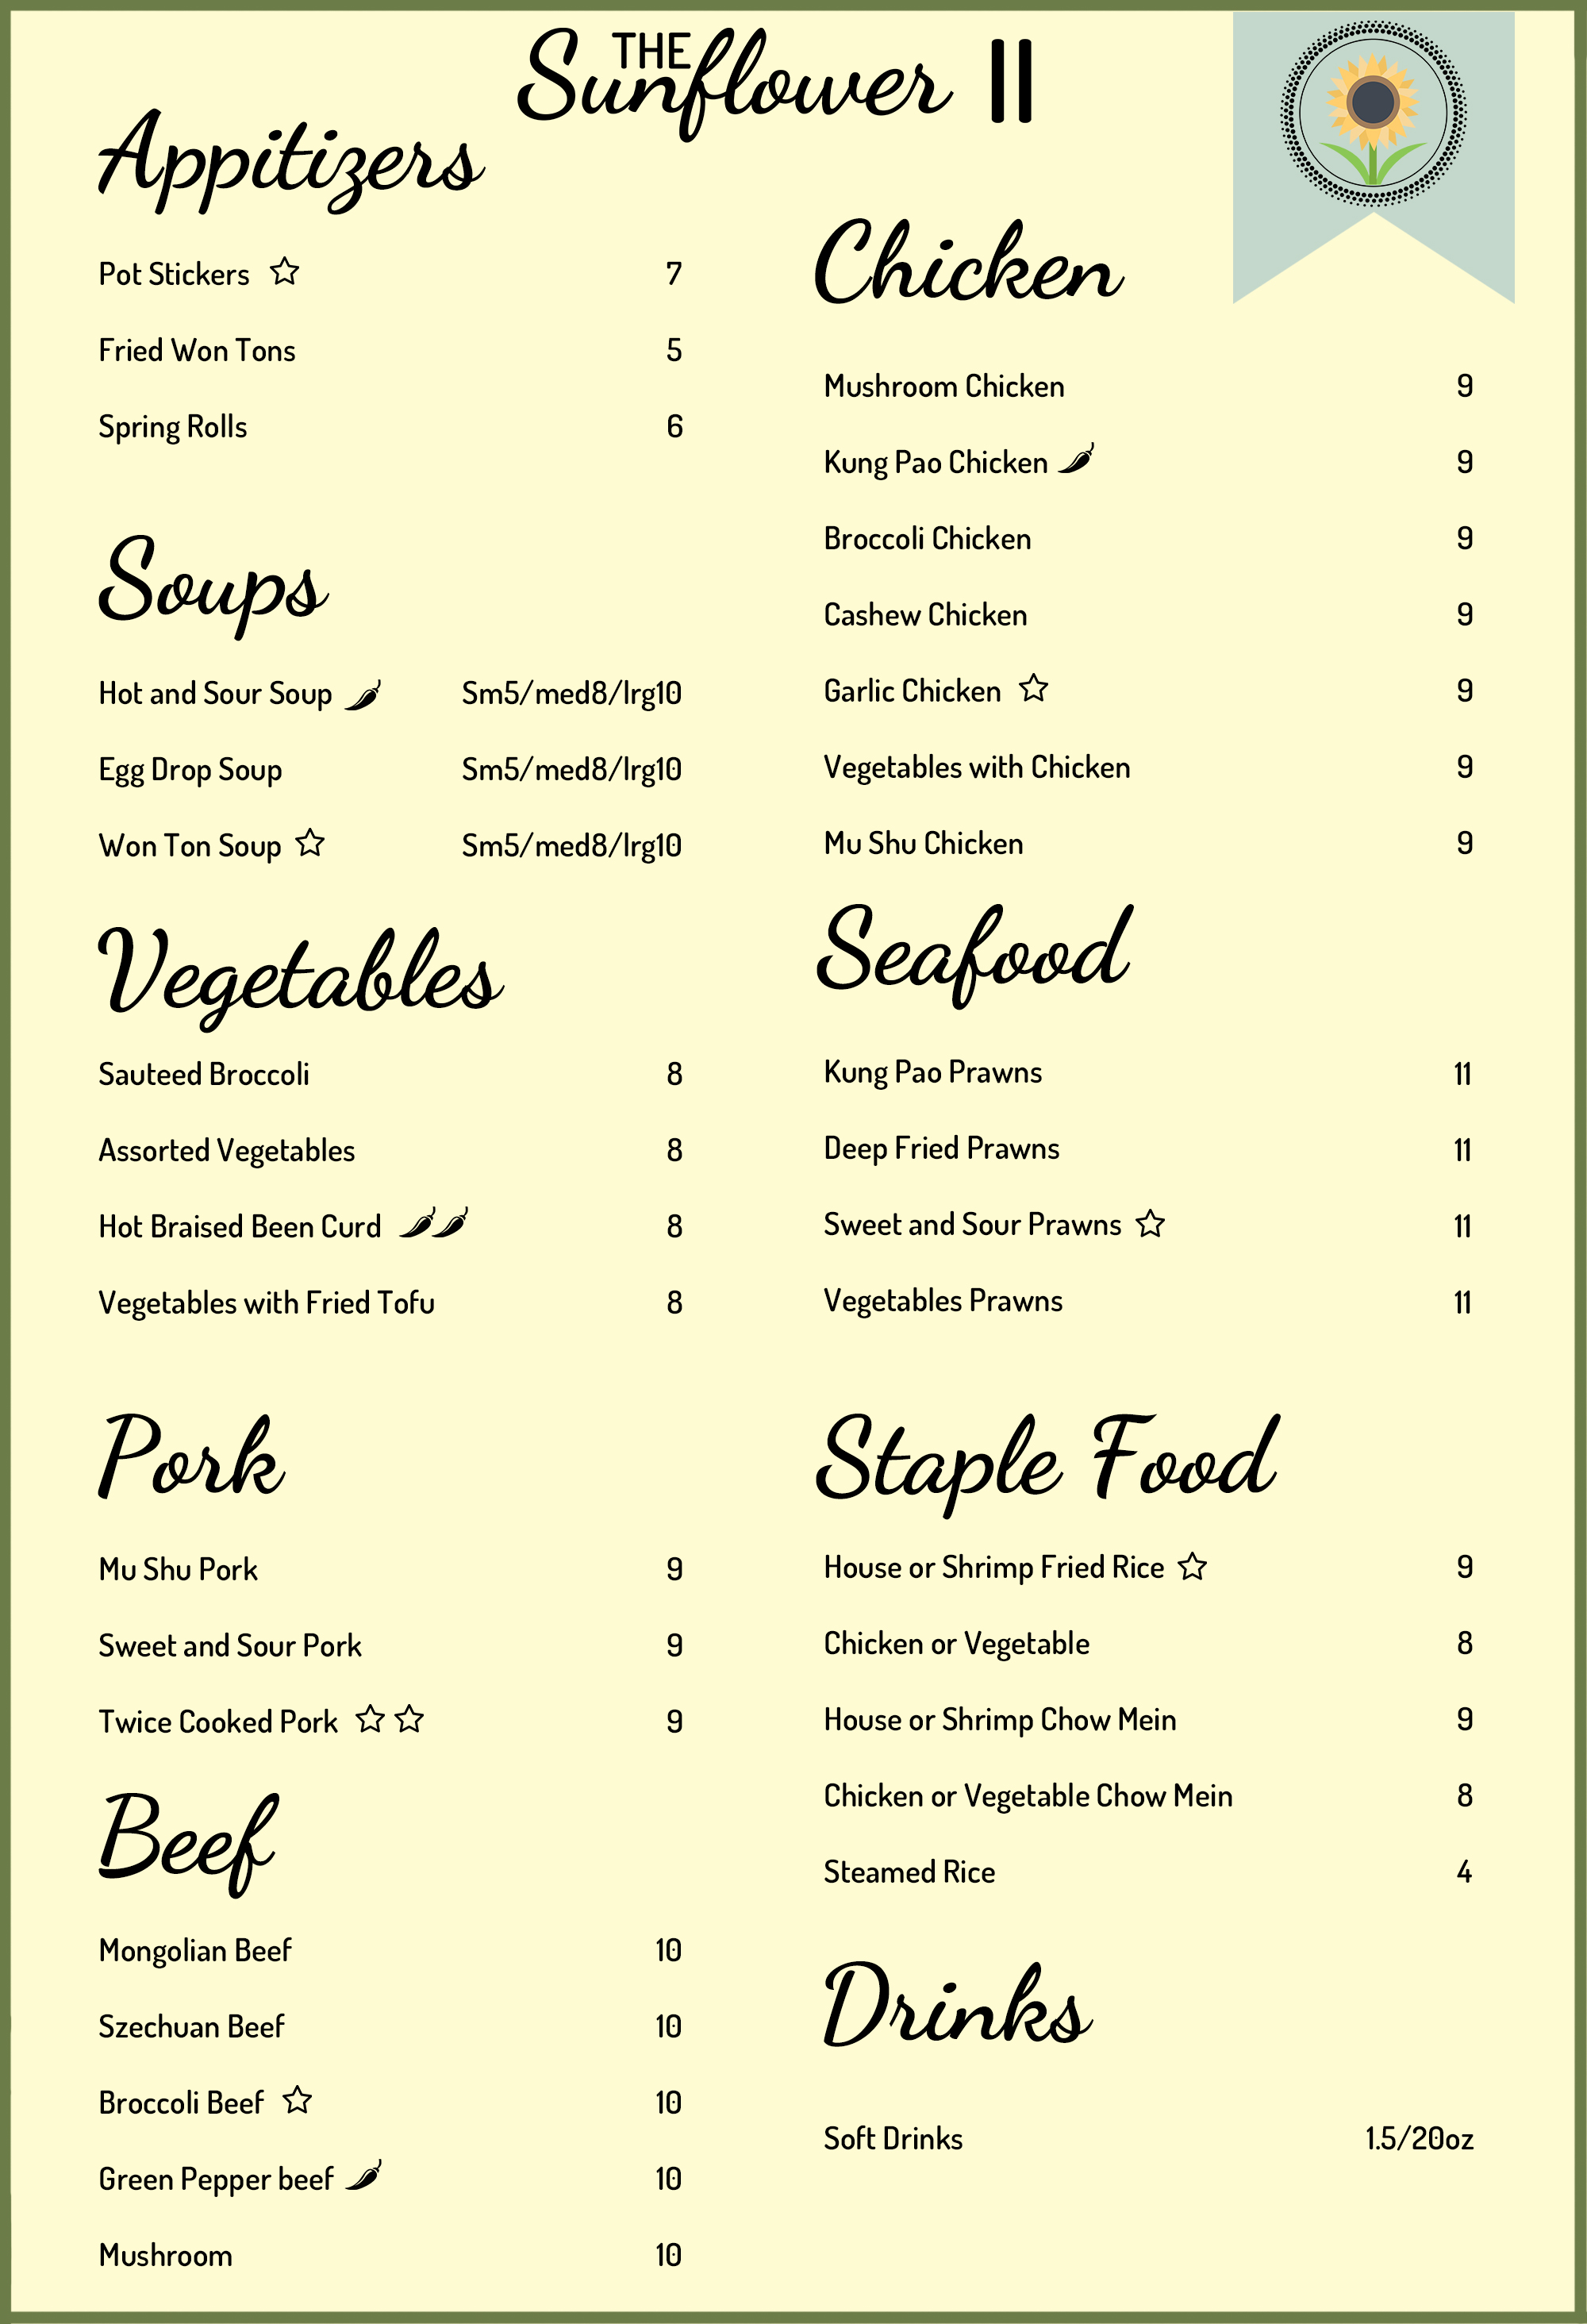 THE
Sunflower II
Appitizers
Pot Stickers 7
Fried Won Tons 5
Spring Rolls 6
Soups
Hot and Sour Soup Sm5/med8/lrg10
Egg Drop Soup Sm5/med8/lrg10
Won Ton Soup Sm5/med8/lrg10
Vegetables
Sauteed Broccoli 8
Assorted Vegetables 8
Hot Braised Been Curd 8
Vegetables with Fried Tofu 8
Pork
Mu Shu Pork 9
Sweet and Sour Pork 9
Twice Cooked Pork 9
Beef
Mongolian Beef 10
Szechuan Beef 10
Broccoli Beef 10
Green Pepper beef 10
Mushroom 10
Chicken
Mushroom Chicken 9
Kung Pao Chicken 9
Broccoli Chicken 9
Cashew Chicken 9
Garlic Chicken 9
Vegetables with Chicken 9
Mu Shu Chicken 9
Seafood
Kung Pao Prawns 11
Deep Fried Prawns 11
Sweet and Sour Prawns 11
Vegetables Prawns 11
Staple Food
House or Shrimp Fried Rice 9
Chicken or Vegetable 8
House or Shrimp Chow Mein 9
Chicken or Vegetable Chow Mein 8
Steamed Rice 4
Drinks
Soft Drinks 1.5/20oz